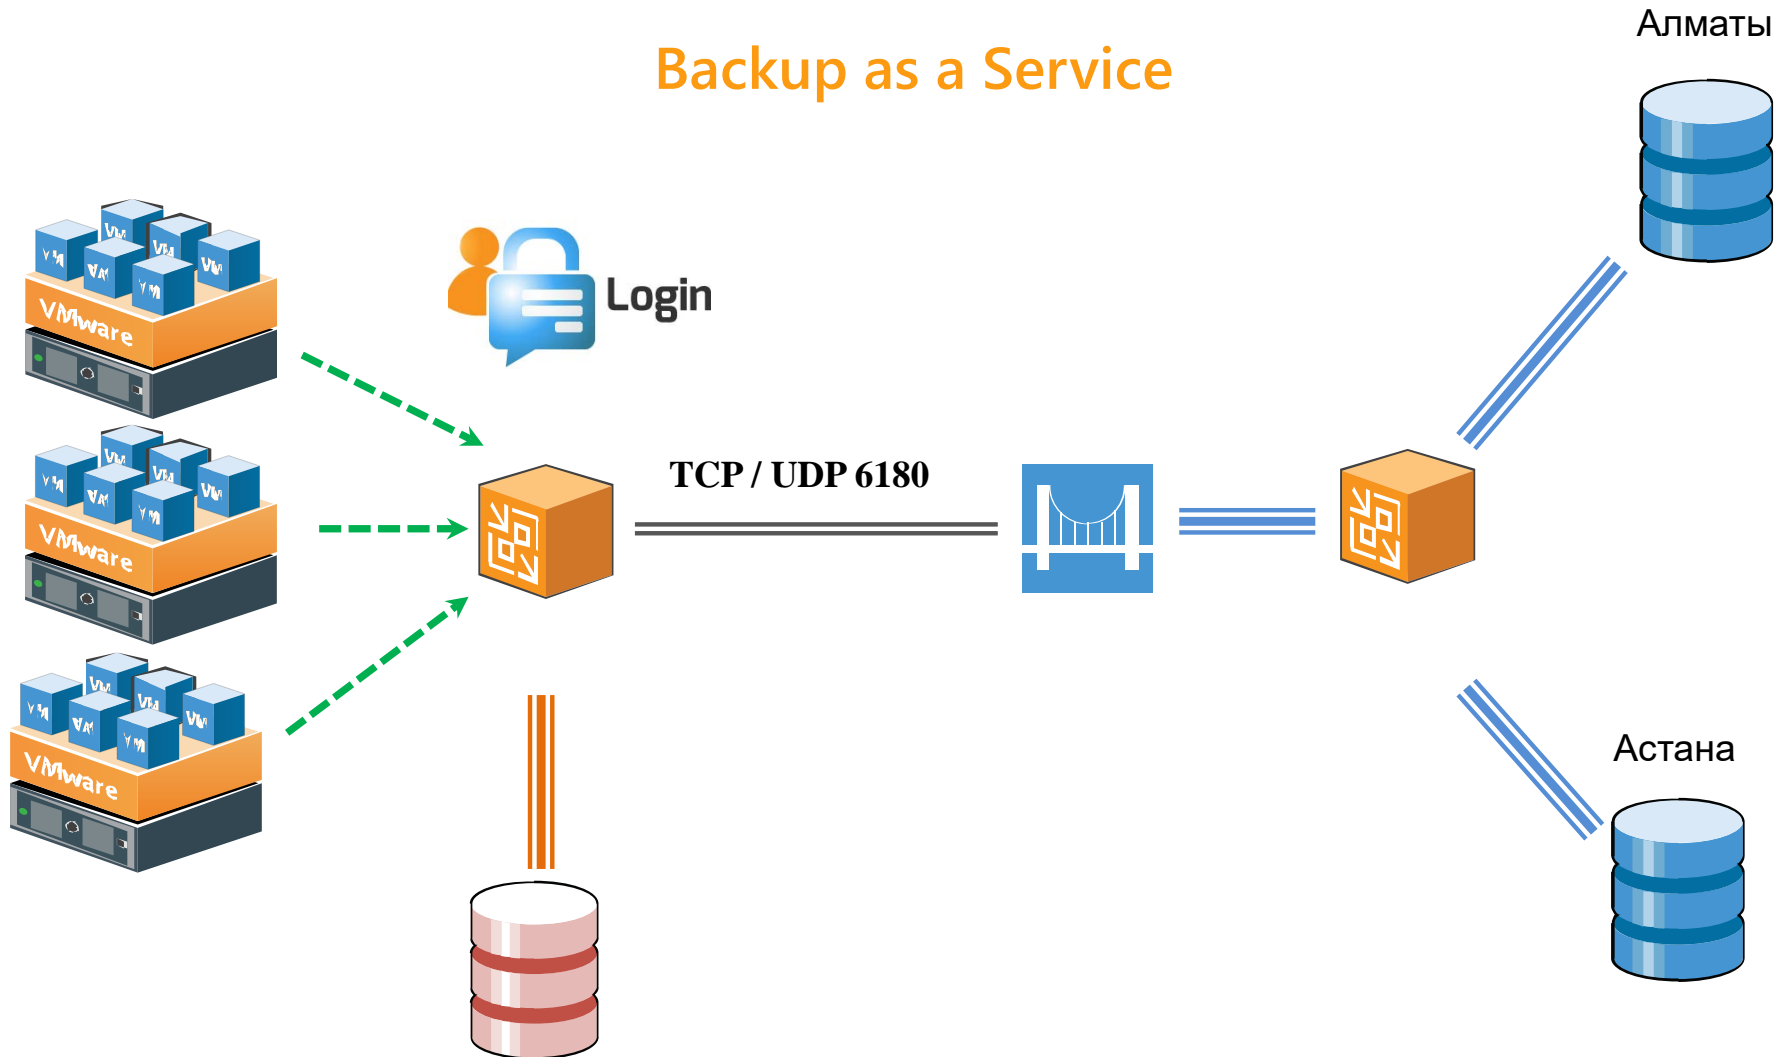 Алматы
Backup as a Service
VM
VM
VM
VM
VM
VM
VMware
Login
VM
VM
VM
VM
VM
VM
VMware
TCP / UDP 6180
VM
VM
VM
VM
VM
VM
VMware
Астана